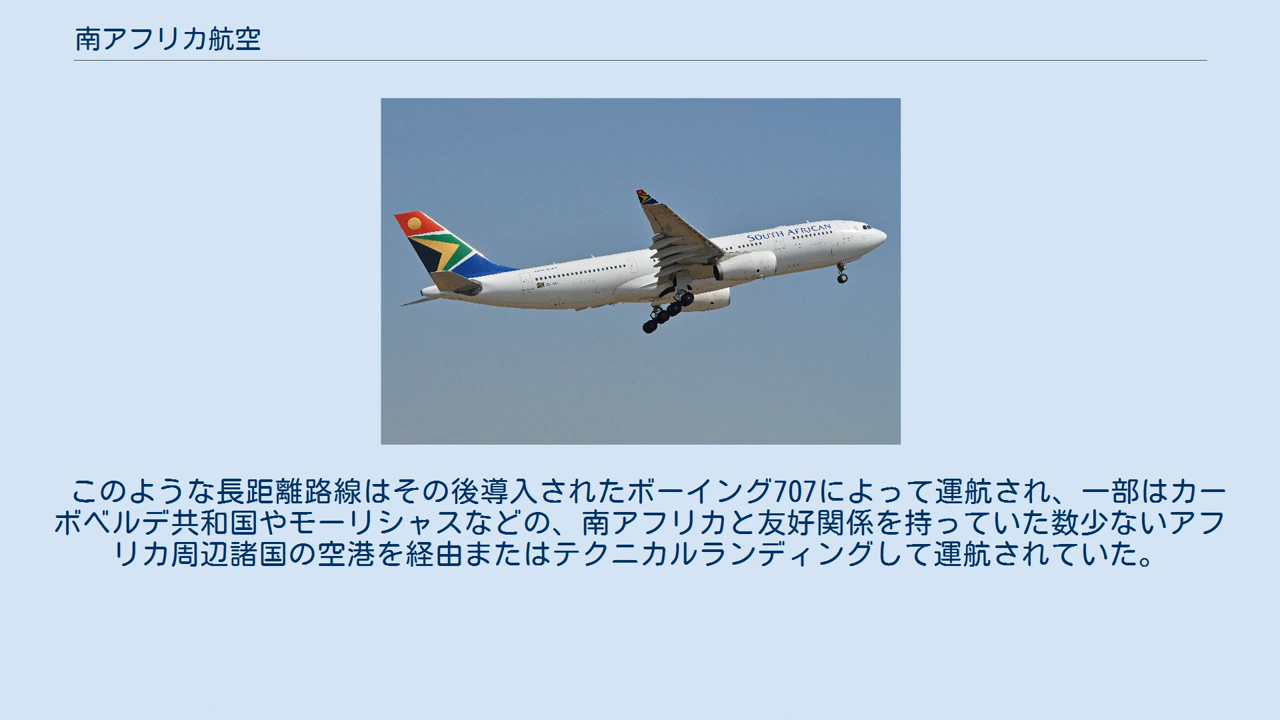 南アフリカ航空
SOUTH AFRICAN
このような長距離路線はその後導入されたボーイング707によって運航され、一部はカー
ボベルデ共和国やモーリシャスなどの、南アフリカと友好関係を持っていた数少ないアフ
リカ周辺諸国の空港を経由またはテクニカルランディングして運航されていた。